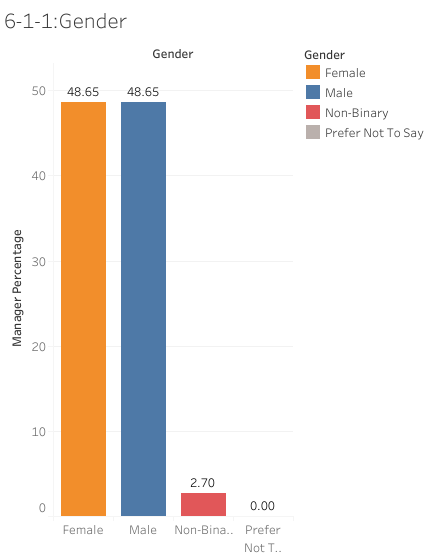 6-1-1:Gender
Gender
Gender
Female
Male
Non-Binary
Prefer Not To Say
Manager Percentage
50
40
30
20
10
0
48.65
48.65
2.70
0.00
Female
Male
Non-Bina..
Prefer
Not T..